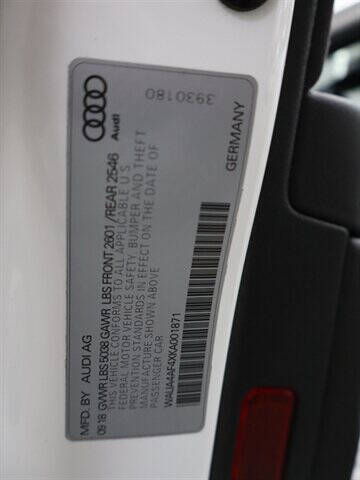 3930180
Audi
GERMANY
MFD. BY AUDI AG
09.18 GVWR LBS 5038 GAWR LBS FRONT 2601 / REAR 2546
THIS VEHICLE CONFORMS TO ALL APPLICABLE U.S.
FEDERAL MOTOR VEHICLE SAFETY, BUMPER AND THEFT
PREVENTION STANDARDS IN EFFECT ON THE DATE OF
MANUFACTURE SHOWN ABOVE
PASSENGER CAR
WAUA4AF4XKA001871